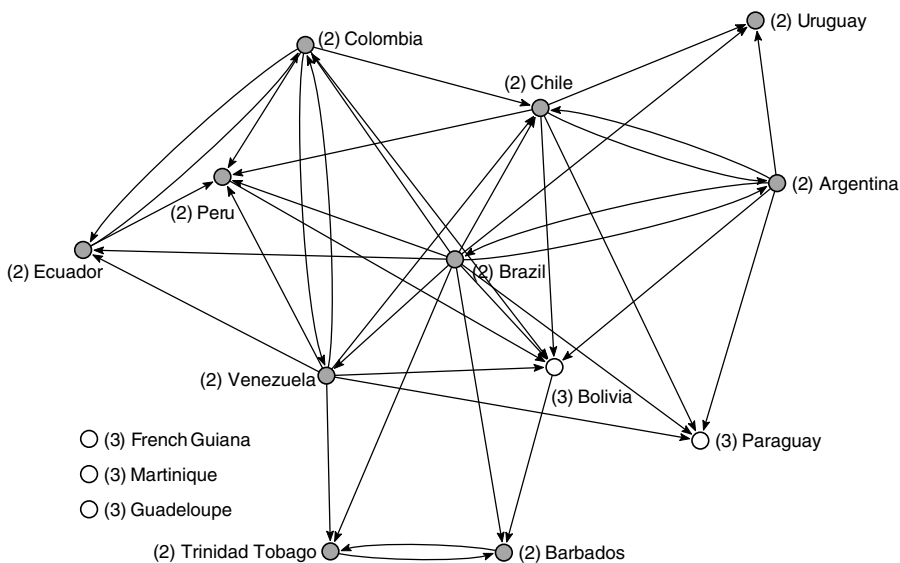 (2) Uruguay
(2) Colombia
(2) Chile
(2) Argentina
(2) Peru
(2) Ecuador
(2) Brazil
(2) Venezuela
(3) Bolivia
(3) French Guiana
(3) Paraguay
(3) Martinique
(3) Guadeloupe
(2) Trinidad Tobago
(2) Barbados